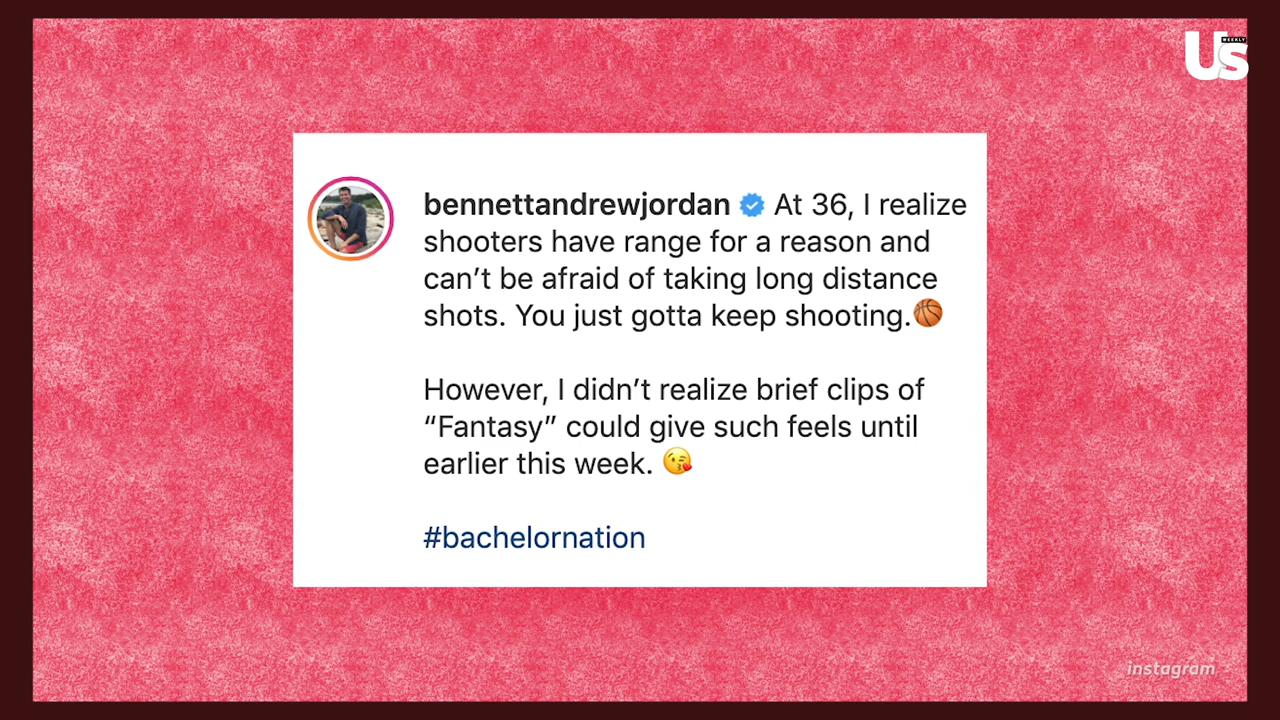 Us
WEEKLY
bennettandrewjordan At 36, I realize
shooters have range for a reason and
can’t be afraid of taking long distance
shots. You just gotta keep shooting.🏀
However, I didn’t realize brief clips of
“Fantasy” could give such feels until
earlier this week. 😘
#bachelornation
instagram